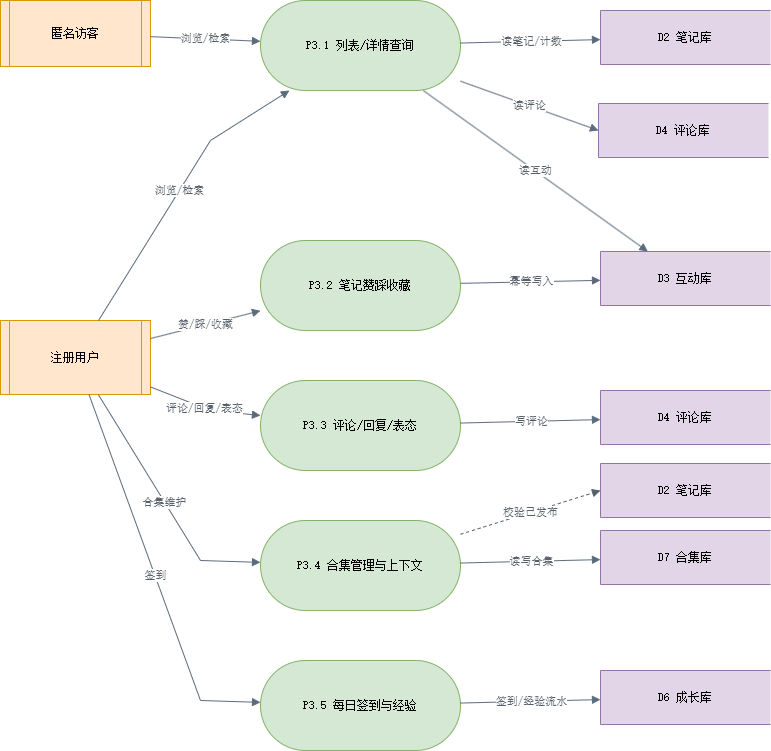 匿名访客
浏览/检索
P3.1 列表/详情查询
读笔记/计数
D2 笔记库
读评论
D4 评论库
浏览/检索
读互动
P3.2 笔记赞踩收藏
幂等写入
D3 互动库
注册用户
赞/踩/收藏
评论/回复/表态
P3.3 评论/回复/表态
写评论
D4 评论库
合集维护
校验已发布
D2 笔记库
P3.4 合集管理与上下文
读写合集
D7 合集库
签到
P3.5 每日签到与经验
签到/经验流水
D6 成长库